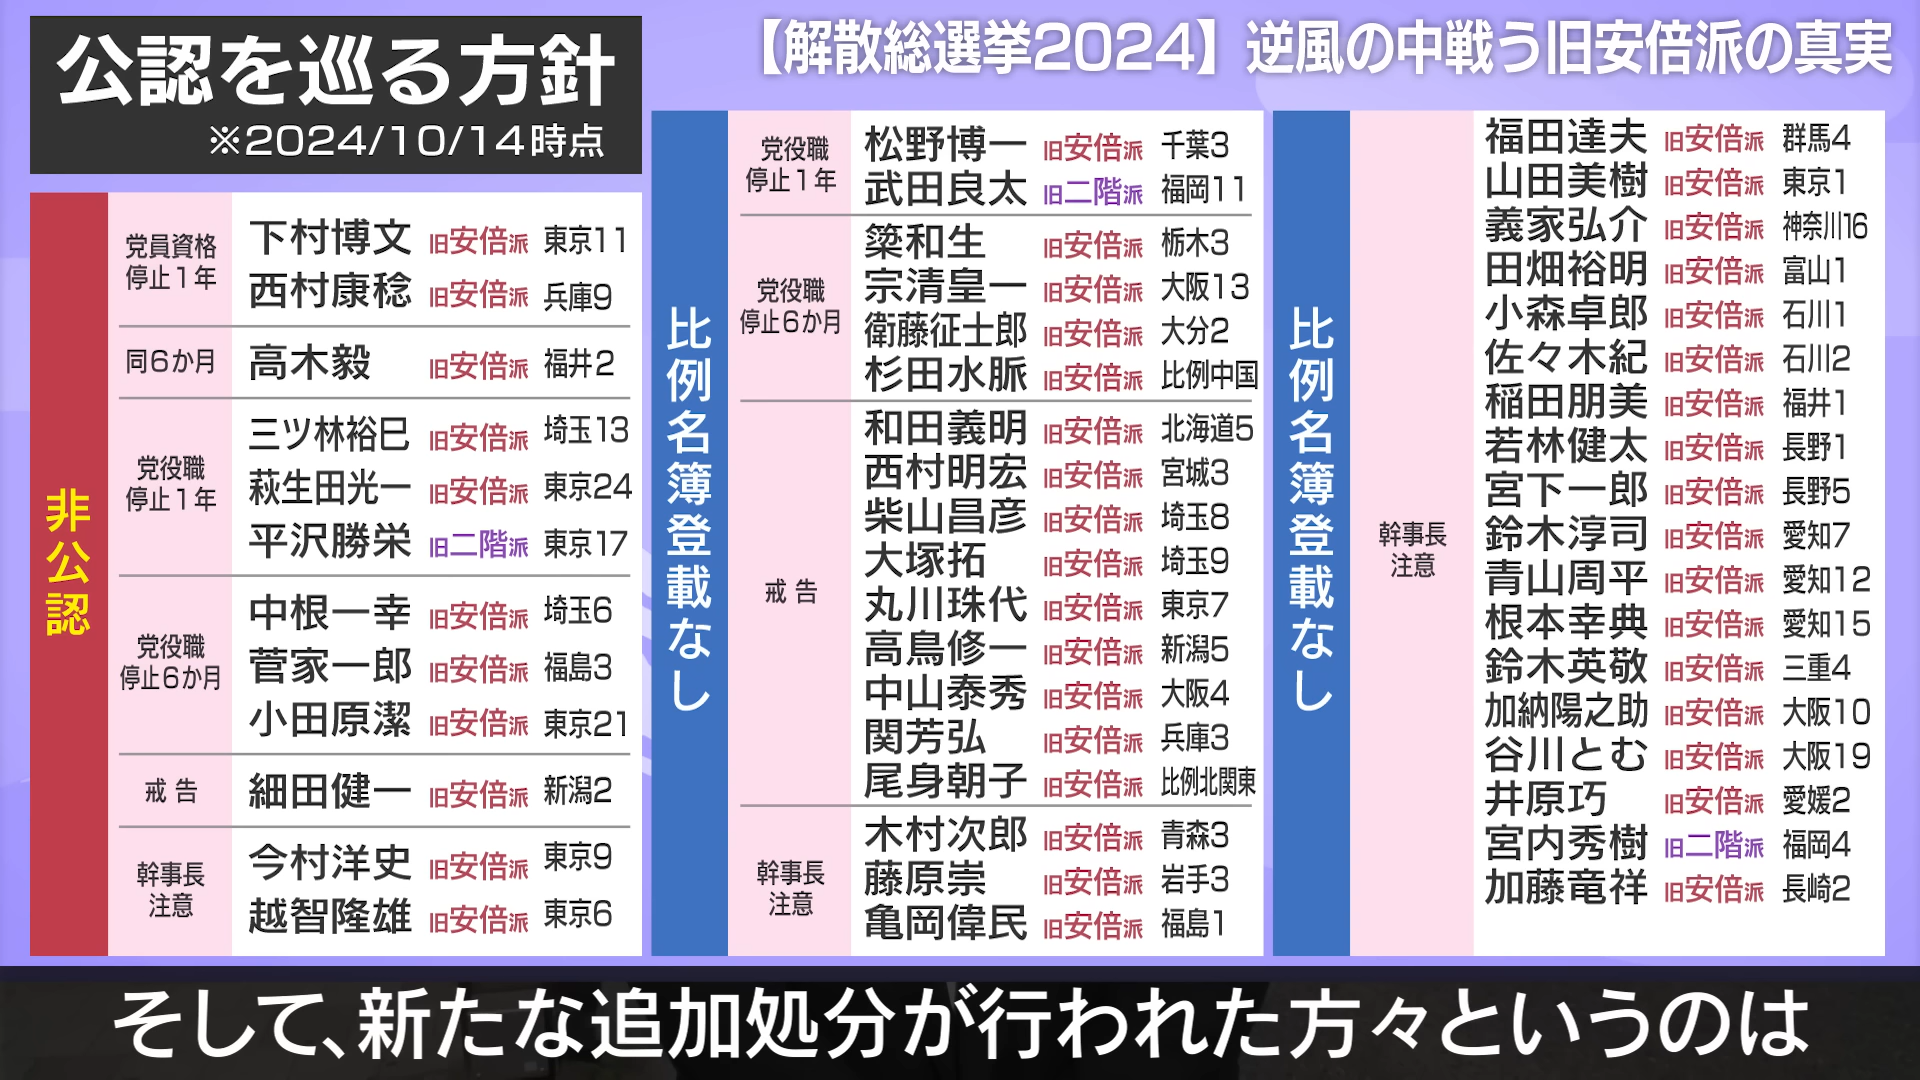 公認を巡る方針
※2024/10/14時点
【解散総選挙2024】逆風の中戦う旧安倍派の真実
非公認
党員資格
停止1年
下村博文 旧安倍派 東京11
西村康稔 旧安倍派 兵庫9
同6か月
高木毅 旧安倍派 福井2
党役職
停止1年
三ツ林裕巳 旧安倍派 埼玉13
萩生田光一 旧安倍派 東京24
平沢勝栄 旧二階派 東京17
党役職
停止6か月
中根一幸 旧安倍派 埼玉6
菅家一郎 旧安倍派 福島3
小田原潔 旧安倍派 東京21
戒告
細田健一 旧安倍派 新潟2
幹事長
注意
今村洋史 旧安倍派 東京9
越智隆雄 旧安倍派 東京6
比例名簿登載なし
党役職
停止1年
松野博一 旧安倍派 千葉3
武田良太 旧二階派 福岡11
党役職
停止6か月
簗和生 旧安倍派 栃木3
宗清皇一 旧安倍派 大阪13
衛藤征士郎 旧安倍派 大分2
杉田水脈 旧安倍派 比例中国
戒告
和田義明 旧安倍派 北海道5
西村明宏 旧安倍派 宮城3
柴山昌彦 旧安倍派 埼玉8
大塚拓 旧安倍派 埼玉9
丸川珠代 旧安倍派 東京7
高鳥修一 旧安倍派 新潟5
中山泰秀 旧安倍派 大阪4
関芳弘 旧安倍派 兵庫3
尾身朝子 旧安倍派 比例北関東
幹事長
注意
木村次郎 旧安倍派 青森3
藤原崇 旧安倍派 岩手3
亀岡偉民 旧安倍派 福島1
比例名簿登載なし
幹事長
注意
福田達夫 旧安倍派 群馬4
山田美樹 旧安倍派 東京1
義家弘介 旧安倍派 神奈川16
田畑裕明 旧安倍派 富山1
小森卓郎 旧安倍派 石川1
佐々木紀 旧安倍派 石川2
稲田朋美 旧安倍派 福井1
若林健太 旧安倍派 長野1
宮下一郎 旧安倍派 長野5
鈴木淳司 旧安倍派 愛知7
青山周平 旧安倍派 愛知12
根本幸典 旧安倍派 愛知15
鈴木英敬 旧安倍派 三重4
加納陽之助 旧安倍派 大阪10
谷川とむ 旧安倍派 大阪19
井原巧 旧安倍派 愛媛2
宮内秀樹 旧二階派 福岡4
加藤竜祥 旧安倍派 長崎2
そして、新たな追加処分が行われた方々というのは